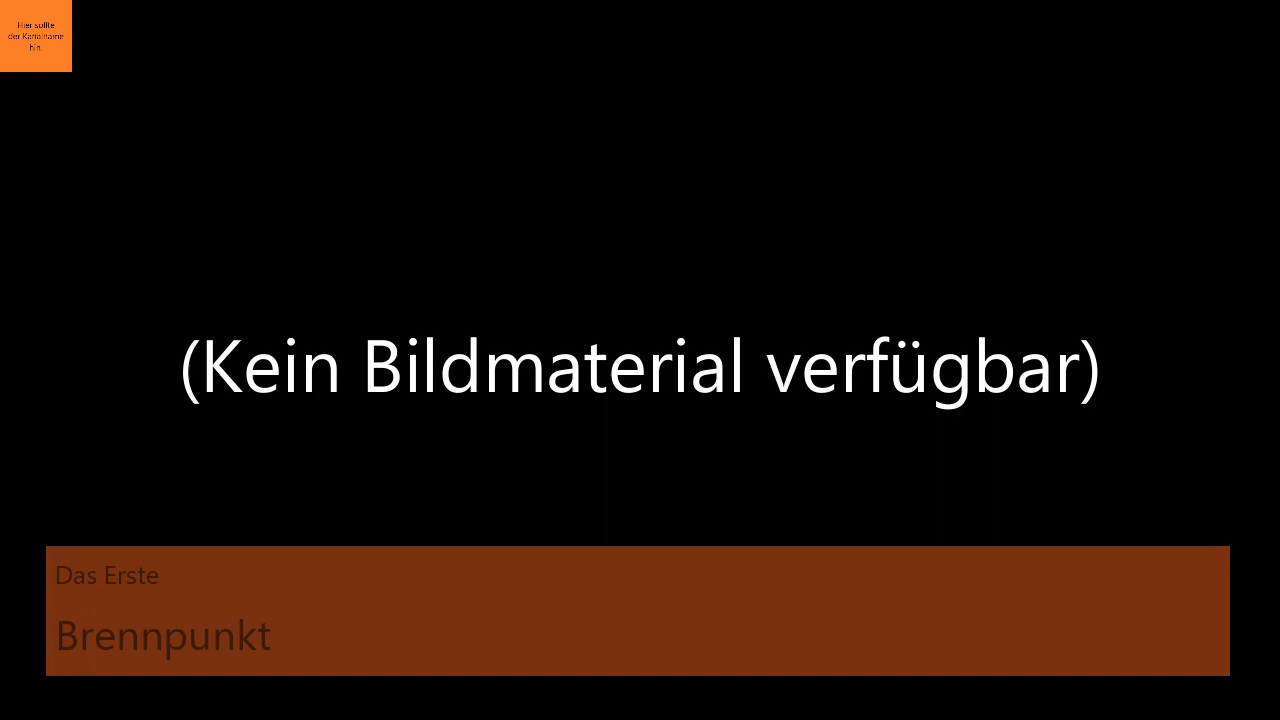 Hier sollte
der Kanalname
hin.
(Kein Bildmaterial verfügbar)
Das Erste
Brennpunkt